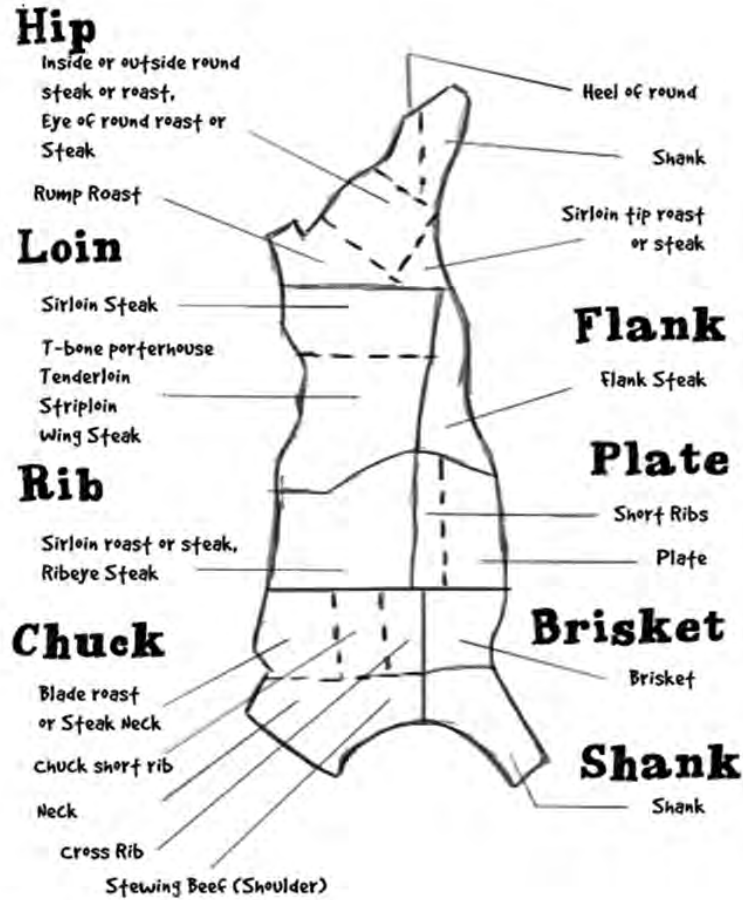 Hip
Inside or outside round
steak or roast,
Eye of round roast or
Steak
Rump Roast
Loin
Sirloin Steak
T-bone porterhouse
Tenderloin
Striploin
Wing Steak
Rib
Sirloin roast or steak,
Ribeye Steak
Chuck
Blade roast
or Steak Neck
Chuck short rib
Neck
Cross Rib
Stewing Beef (Shoulder)
Heel of round
Shank
Sirloin tip roast
or steak
Flank
Flank Steak
Plate
Short Ribs
Plate
Brisket
Brisket
Shank
Shank